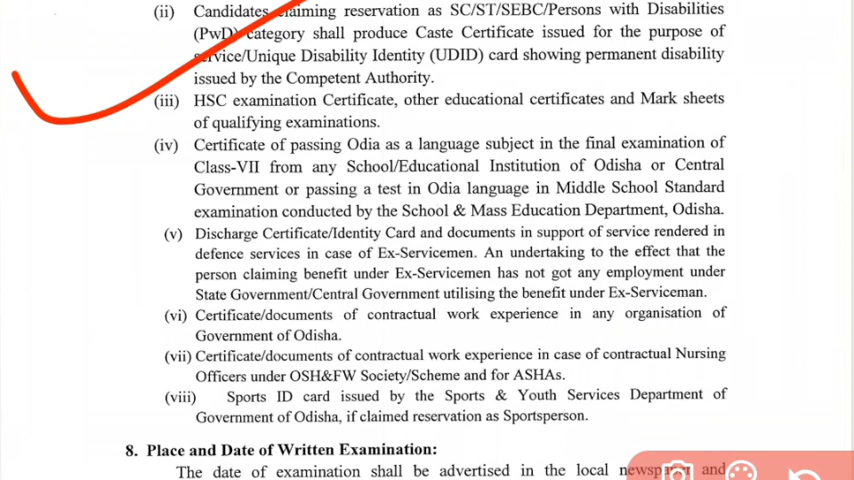 (ii) Candidates claiming reservation as SC/ST/SEBC/Persons with Disabilities
(PwD) category shall produce Caste Certificate issued for the purpose of
service/Unique Disability Identity (UDID) card showing permanent disability
issued by the Competent Authority.
(iii) HSC examination Certificate, other educational certificates and Mark sheets
of qualifying examinations.
(iv) Certificate of passing Odia as a language subject in the final examination of
Class-VII from any School/Educational Institution of Odisha or Central
Government or passing a test in Odia language in Middle School Standard
examination conducted by the School & Mass Education Department, Odisha.
(v) Discharge Certificate/Identity Card and documents in support of service rendered in
defence services in case of Ex-Servicemen. An undertaking to the effect that the
person claiming benefit under Ex-Servicemen has not got any employment under
State Government/Central Government utilising the benefit under Ex-Serviceman.
(vi) Certificate/documents of contractual work experience in any organisation of
Government of Odisha.
(vii) Certificate/documents of contractual work experience in case of contractual Nursing
Officers under OSH&FW Society/Scheme and for ASHAs.
(viii) Sports ID card issued by the Sports & Youth Services Department of
Government of Odisha, if claimed reservation as Sportsperson.
8. Place and Date of Written Examination:
The date of examination shall be advertised in the local newspaper and